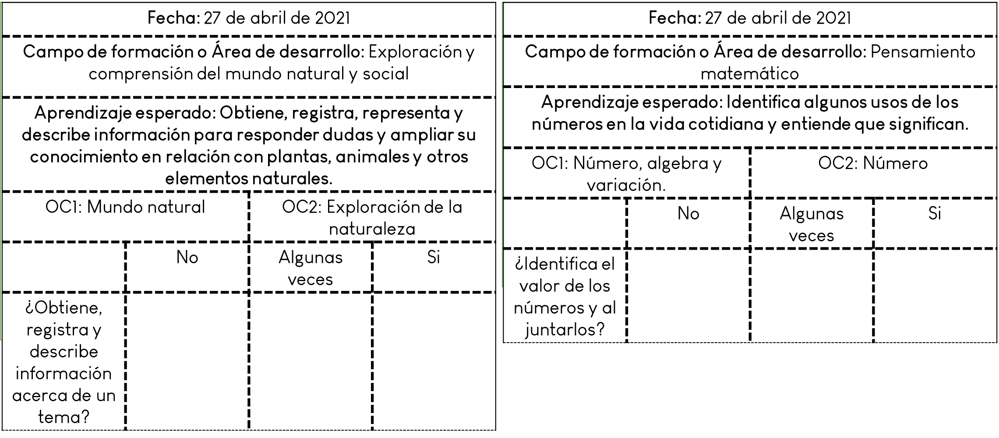 Fecha: 27 de abril de 2021
Campo de formación o Área de desarrollo: Exploración y
comprensión del mundo natural y social
Aprendizaje esperado: Obtiene, registra, representa y
describe información para responder dudas y ampliar su
conocimiento en relación con plantas, animales y otros
elementos naturales.
OC1: Mundo natural
OC2: Exploración de la
naturaleza
No
Algunas
veces
Si
¿Obtiene,
registra y
describe
información
acerca de un
tema?
Fecha: 27 de abril de 2021
Campo de formación o Área de desarrollo: Pensamiento
matemático
Aprendizaje esperado: Identifica algunos usos de los
números en la vida cotidiana y entiende que significan.
OC1: Número, algebra y
variación.
OC2: Número
No
Algunas
veces
Si
¿Identifica el
valor de los
números y al
juntarlos?